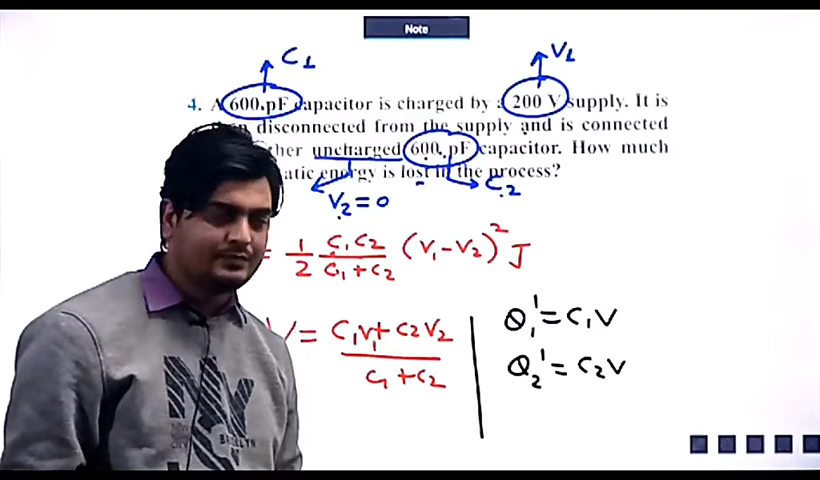 Note
C1
V1
4. A 600 pF capacitor is charged by a 200 V supply. It is
disconnected from the supply and is connected
uncharged 600 pF capacitor. How much
energy is lost in the process?
V2 = 0
C2
= 1/2 C1C2/(C1+C2) (V1-V2)² J
V = (C1V1+C2V2)/(C1+C2)
Q1' = C1V
Q2' = C2V
BROOKLYN